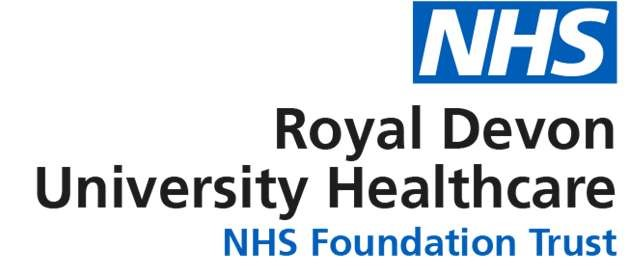 NHS
Royal Devon
University Healthcare
NHS Foundation Trust